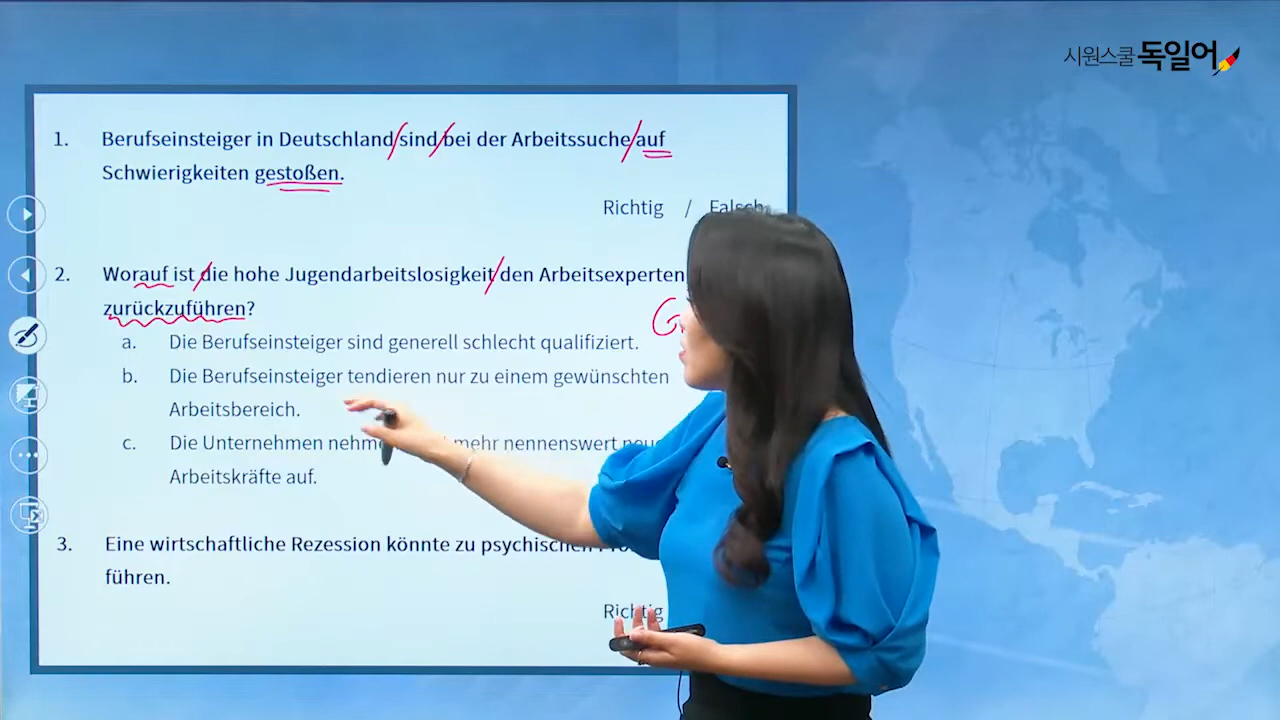 시원스쿨 독일어
1. Berufseinsteiger in Deutschland sind bei der Arbeitssuche auf
Schwierigkeiten gestoßen.
Richtig / Falsch
2. Worauf ist die hohe Jugendarbeitslosigkeit den Arbeitsexperten
zurückzuführen?
G
a. Die Berufseinsteiger sind generell schlecht qualifiziert.
b. Die Berufseinsteiger tendieren nur zu einem gewünschten
Arbeitsbereich.
c. Die Unternehmen mehr nennenswert
Arbeitskräfte auf.
3. Eine wirtschaftliche Rezession könnte zu psychischen
führen.
Richtig